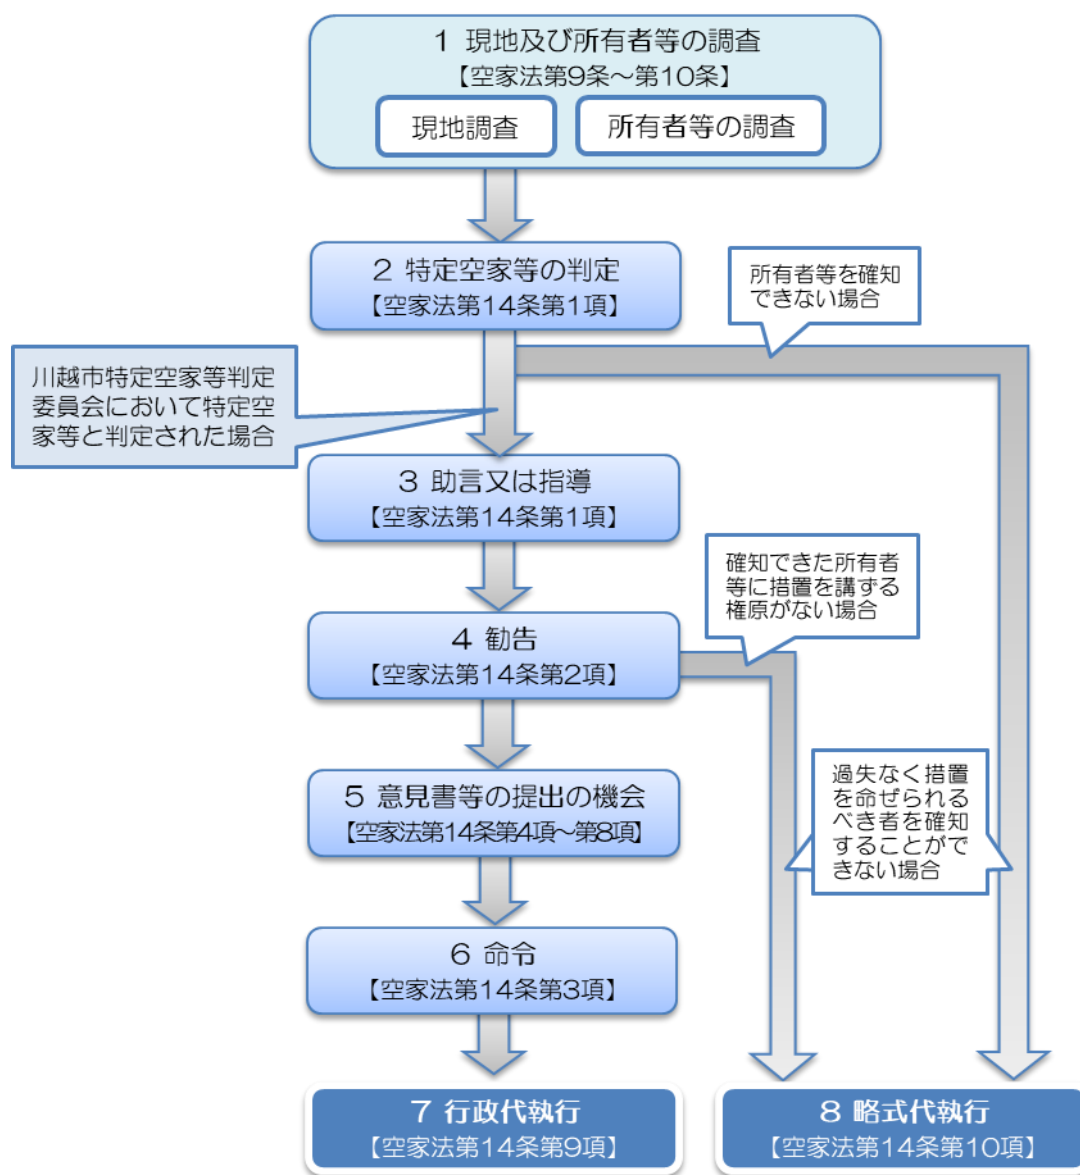 1 現地及び所有者等の調査
【空家法第9条～第10条】
現地調査
所有者等の調査
2 特定空家等の判定
【空家法第14条第1項】
所有者等を確知
できない場合
川越市特定空家等判定
委員会において特定空
家等と判定された場合
3 助言又は指導
【空家法第14条第1項】
確知できた所有者
等に措置を講ずる
権原がない場合
4 勧告
【空家法第14条第2項】
過失なく措置
を命ぜられる
べき者を確知
することがで
きない場合
5 意見書等の提出の機会
【空家法第14条第4項～第8項】
6 命令
【空家法第14条第3項】
7 行政代執行
【空家法第14条第9項】
8 略式代執行
【空家法第14条第10項】